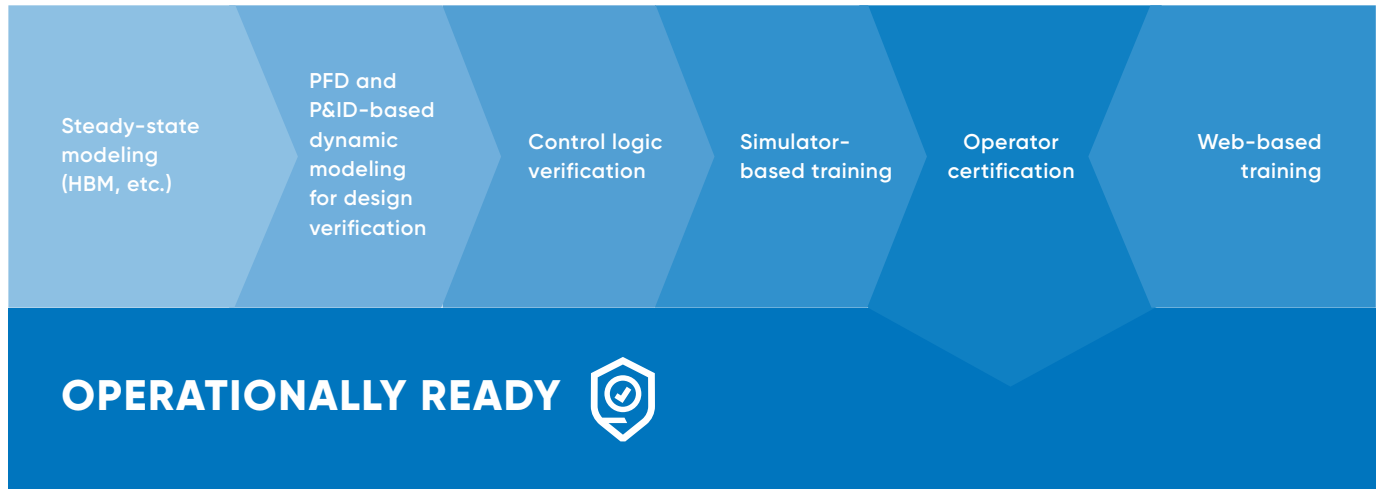 Steady-state
modeling
(HBM, etc.)
PFD and
P&ID-based
dynamic
modeling
for design
verification
Control logic
verification
Simulator-
based training
Operator
certification
Web-based
training
OPERATIONALLY READY